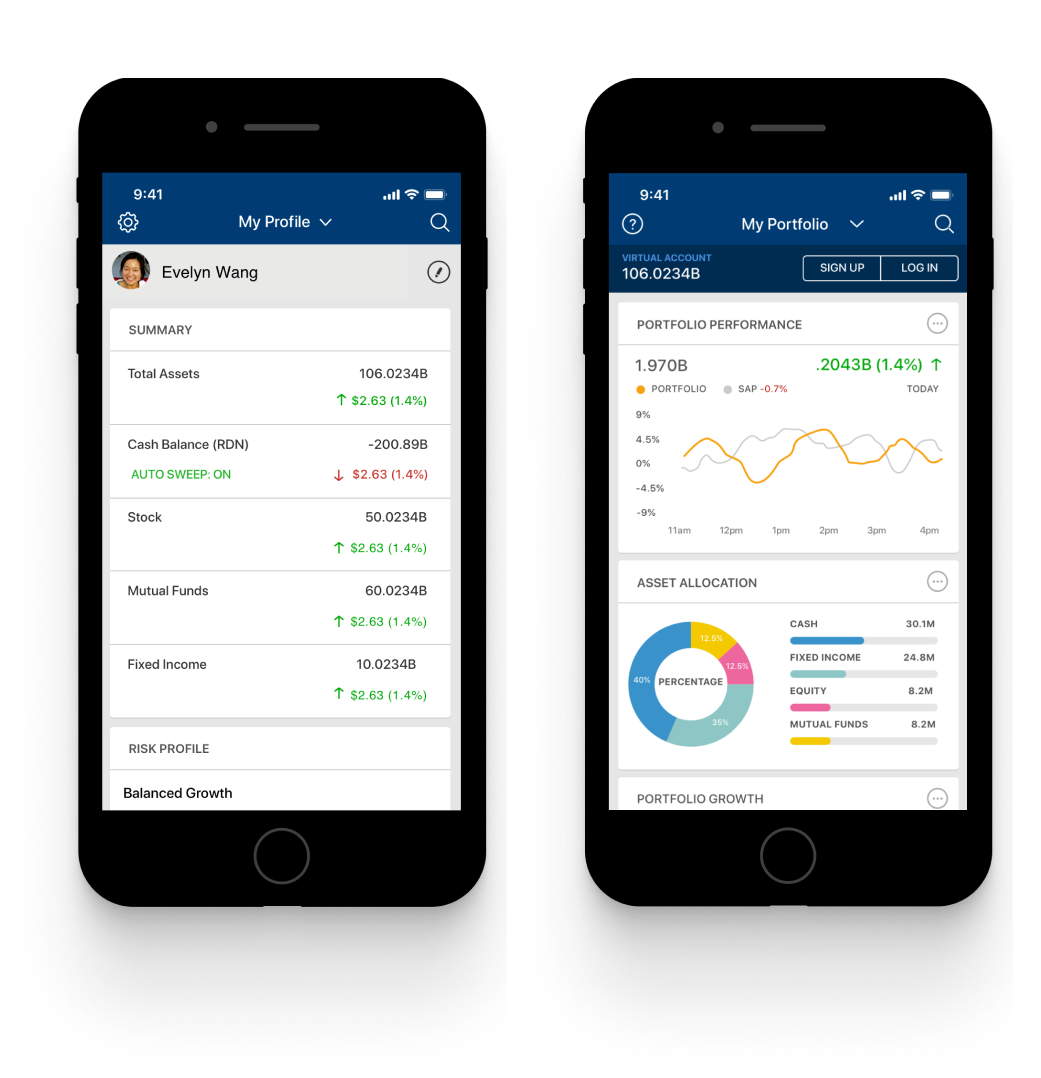 9:41
My Profile
Evelyn Wang
SUMMARY
Total Assets 106.0234B
↑ $2.63 (1.4%)
Cash Balance (RDN) -200.89B
AUTO SWEEP: ON ↓ $2.63 (1.4%)
Stock 50.0234B
↑ $2.63 (1.4%)
Mutual Funds 60.0234B
↑ $2.63 (1.4%)
Fixed Income 10.0234B
↑ $2.63 (1.4%)
RISK PROFILE
Balanced Growth
9:41
? My Portfolio
VIRTUAL ACCOUNT
106.0234B SIGN UP LOG IN
PORTFOLIO PERFORMANCE
1.970B .2043B (1.4%) ↑
PORTFOLIO SAP -0.7% TODAY
9%
4.5%
0%
-4.5%
-9%
11am 12pm 1pm 2pm 3pm 4pm
ASSET ALLOCATION
12.5%
12.5%
40% PERCENTAGE
35%
CASH 30.1M
FIXED INCOME 24.8M
EQUITY 8.2M
MUTUAL FUNDS 8.2M
PORTFOLIO GROWTH